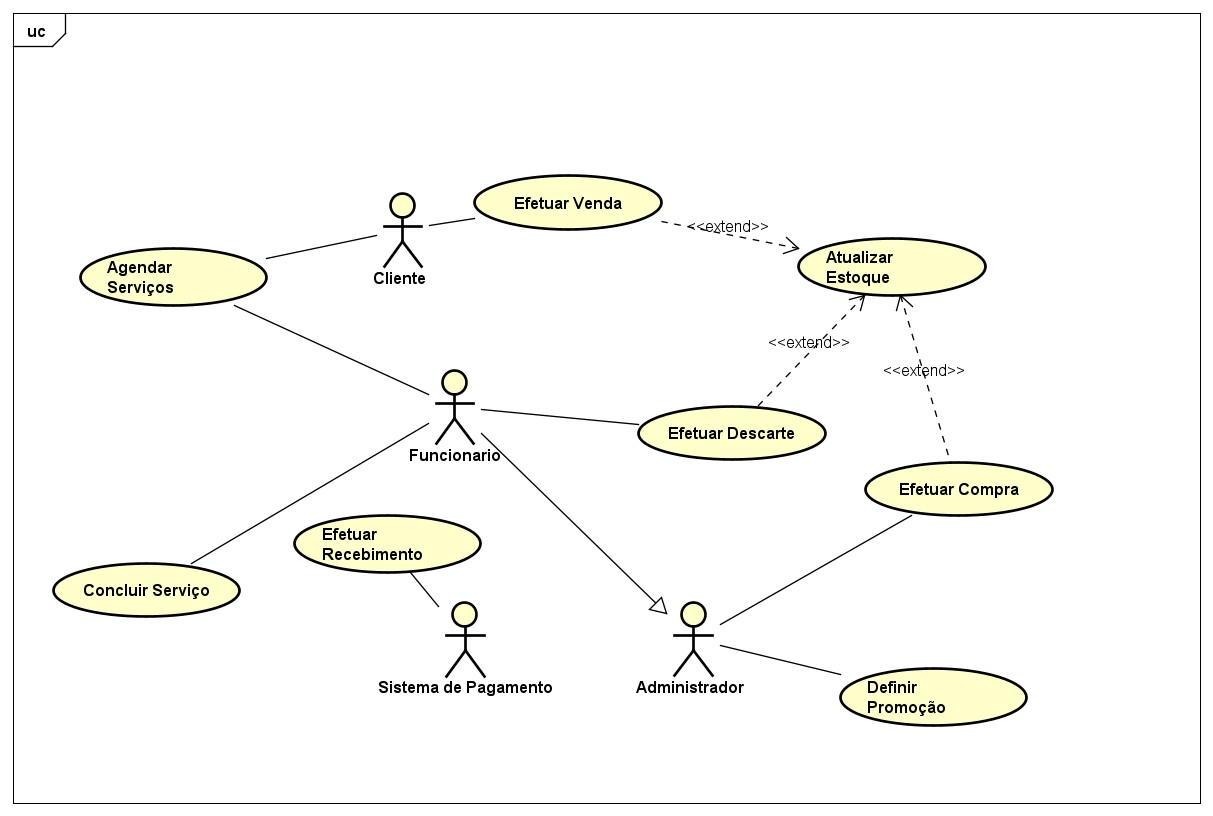 uc
Efetuar Venda
<<extend>>
Atualizar
Estoque
Agendar
Serviços
Cliente
<<extend>>
<<extend>>
Efetuar Descarte
Funcionario
Efetuar Compra
Efetuar
Recebimento
Concluir Serviço
Sistema de Pagamento
Administrador
Definir
Promoção